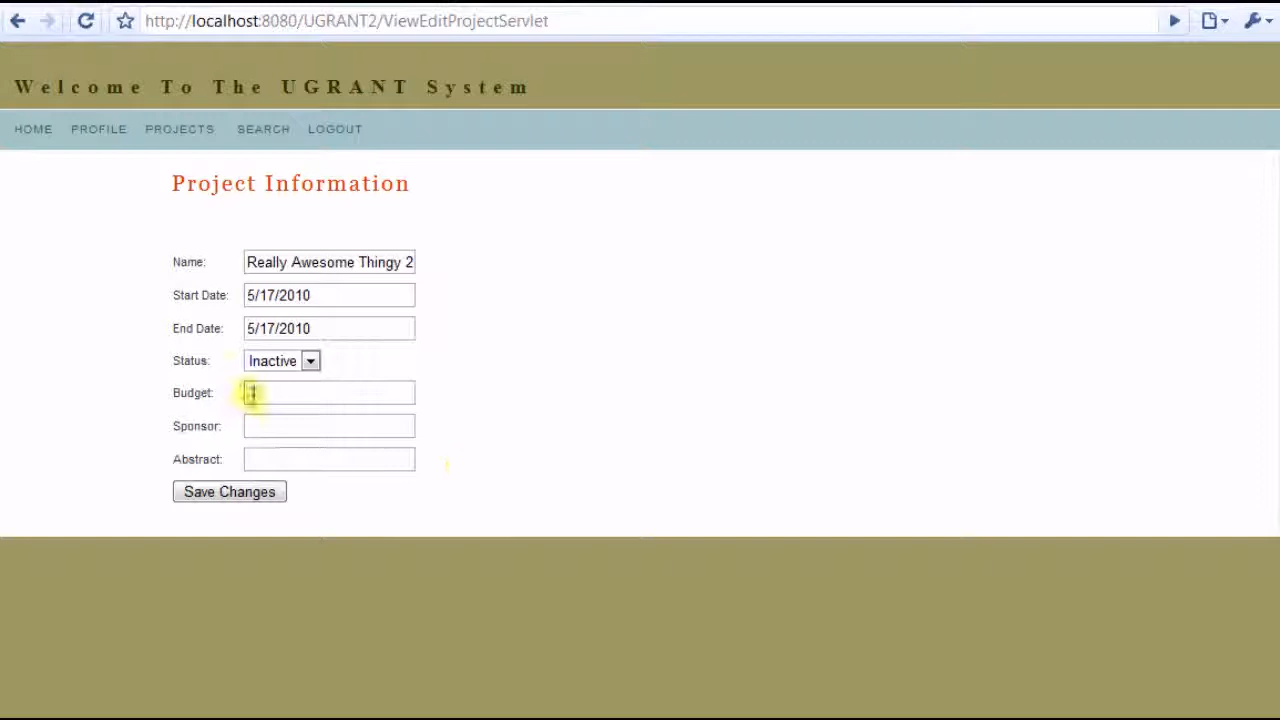 http://localhost:8080/UGRANT2/ViewEditProjectServlet
Welcome To The UGRANT System
HOME PROFILE PROJECTS SEARCH LOGOUT
Project Information
Name: Really Awesome Thingy 2
Start Date: 5/17/2010
End Date: 5/17/2010
Status: Inactive
Budget:
Sponsor:
Abstract:
Save Changes